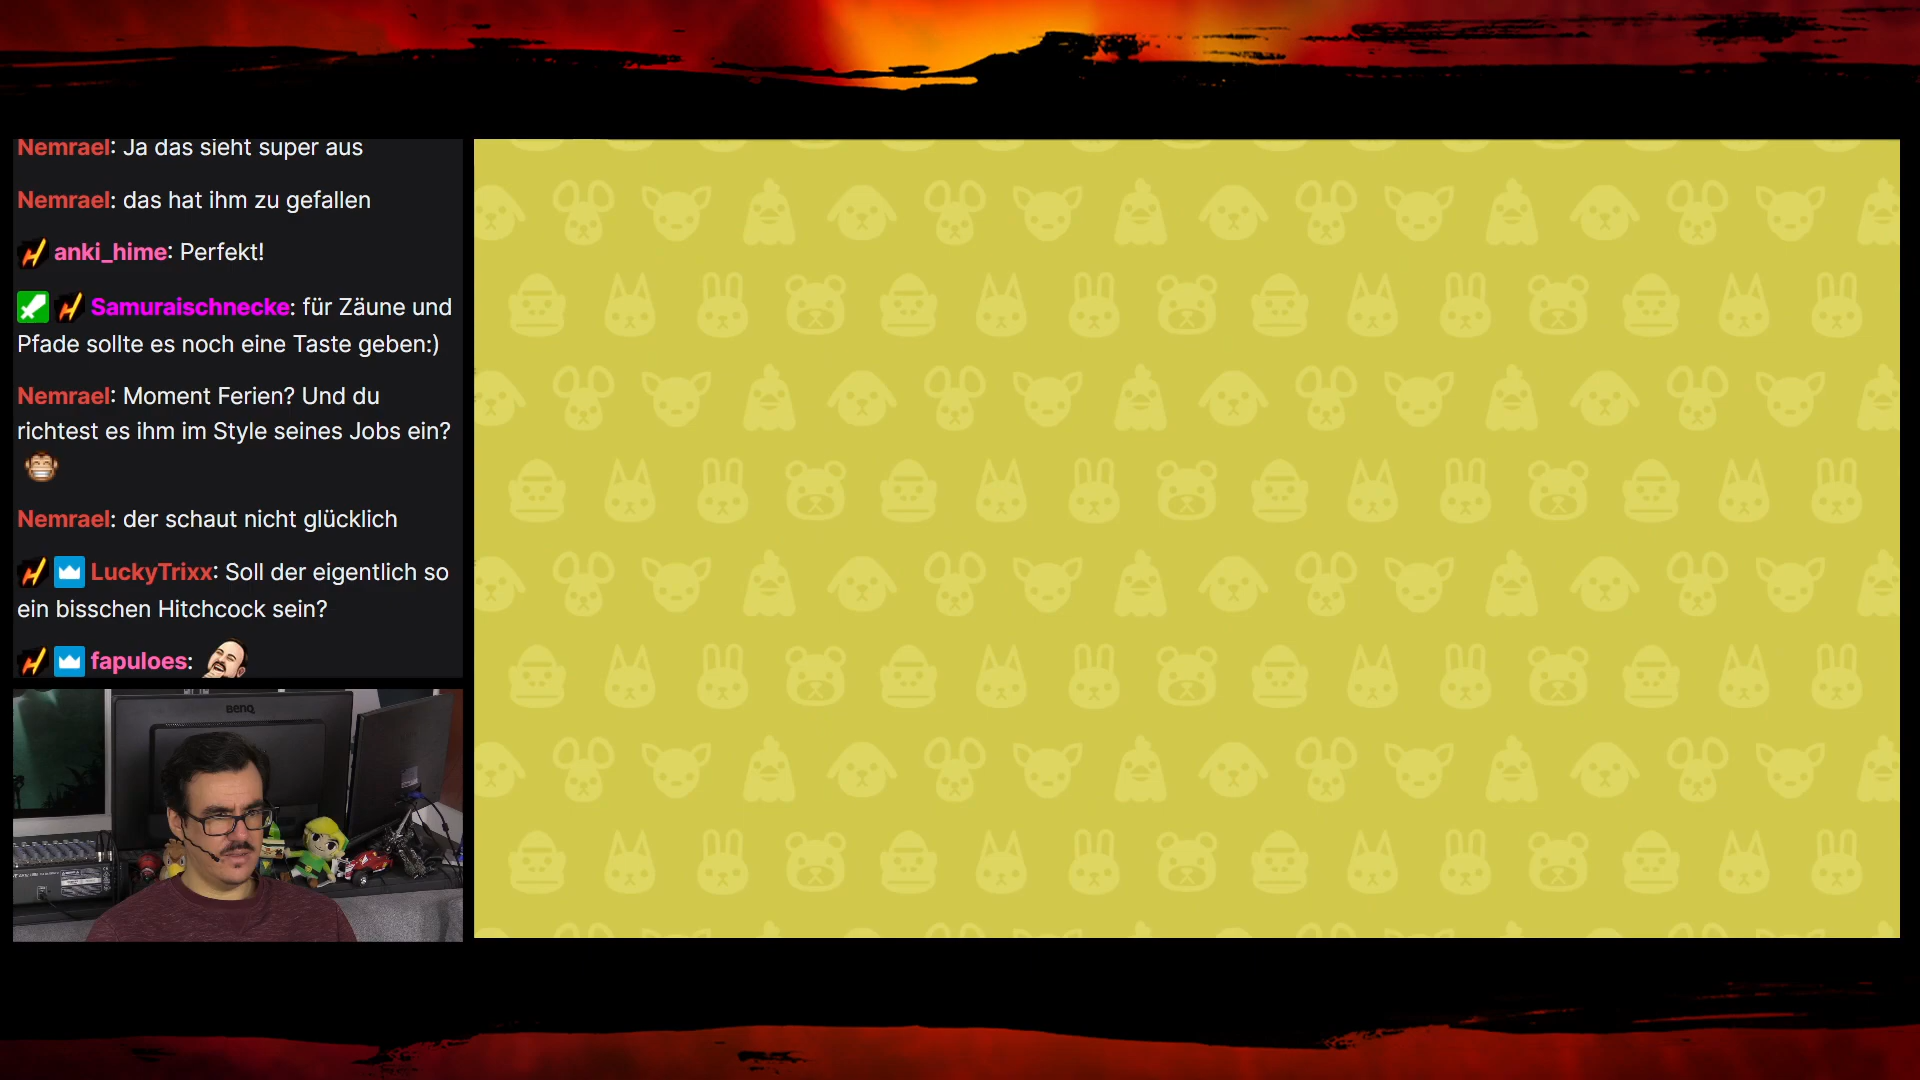 Nemrael: Ja das sieht super aus
Nemrael: das hat ihm zu gefallen
anki_hime: Perfekt!
Samuraischnecke: für Zäune und
Pfade sollte es noch eine Taste geben:)
Nemrael: Moment Ferien? Und du
richtest es ihm im Style seines Jobs ein?
Nemrael: der schaut nicht glücklich
LuckyTrixx: Soll der eigentlich so
ein bisschen Hitchcock sein?
fapuloes:
BenQ